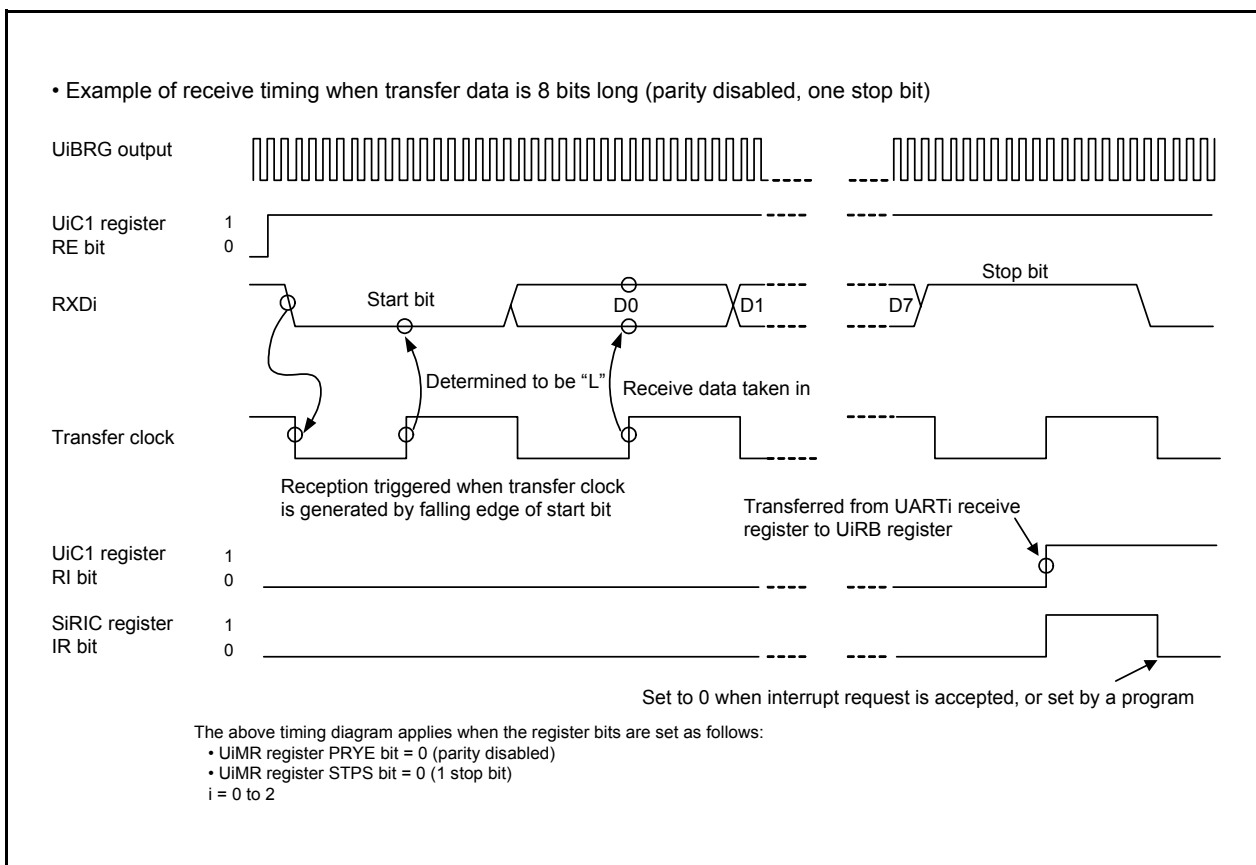 • Example of receive timing when transfer data is 8 bits long (parity disabled, one stop bit)
UiBRG output
UiC1 register
RE bit
1
0
RXDi
Start bit
D0
D1
D7
Stop bit
Determined to be “L”
Receive data taken in
Transfer clock
Reception triggered when transfer clock
is generated by falling edge of start bit
Transferred from UARTi receive
register to UiRB register
UiC1 register
RI bit
1
0
SiRIC register
IR bit
1
0
Set to 0 when interrupt request is accepted, or set by a program
The above timing diagram applies when the register bits are set as follows:
• UiMR register PRYE bit = 0 (parity disabled)
• UiMR register STPS bit = 0 (1 stop bit)
i = 0 to 2